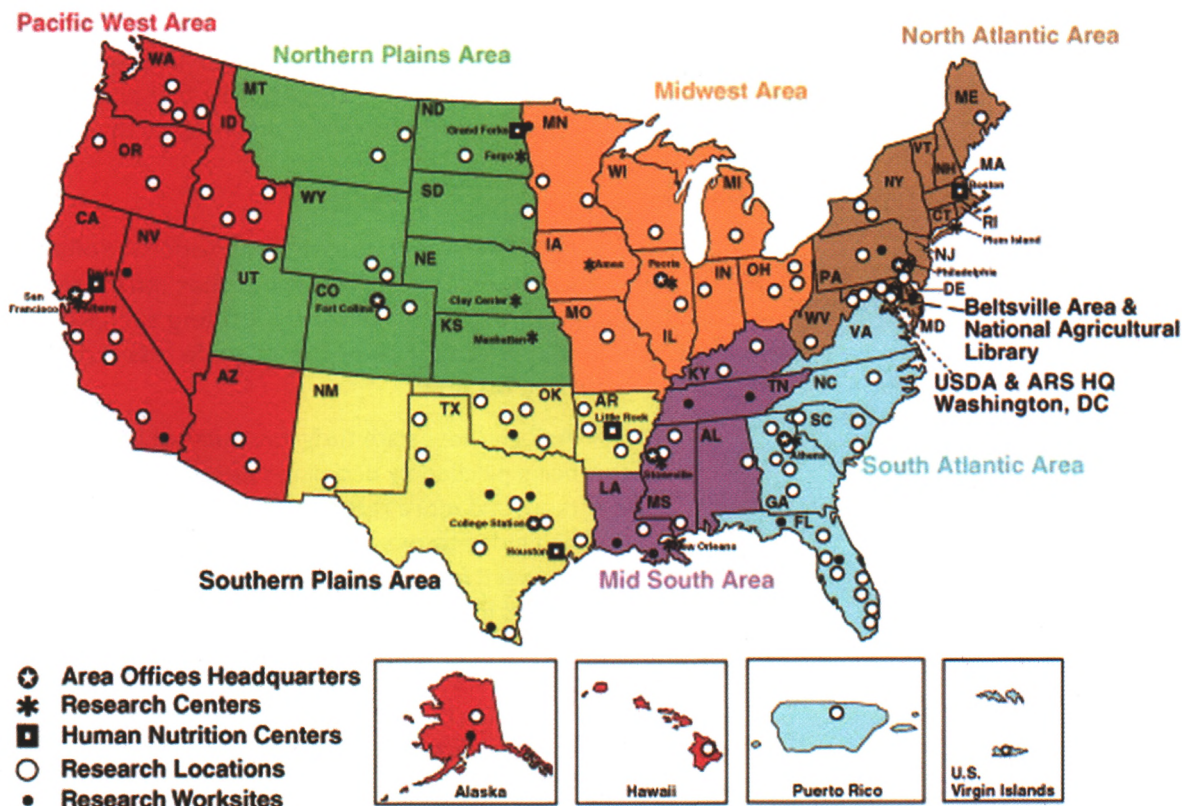 Pacific West Area
Northern Plains Area
Midwest Area
North Atlantic Area
WA
MT
ND
MN
ME
Grand Forks
Fargo
OR
ID
WI
MI
VT
NH
MA
Boston
NY
CT
RI
Plum Island
WY
SD
CA
NV
IA
Ames
Peoria
IN
OH
PA
NJ
Philadelphia
DE
UT
NE
CO
Fort Collins
Clay Center
KS
Manhattan
MO
IL
WV
VA
MD
San
Francisco
Beltsville Area &
National Agricultural
Library
USDA & ARS HQ
Washington, DC
AZ
NM
TX
OK
AR
Little Rock
KY
TN
NC
SC
AL
Athens
Stoneville
South Atlantic Area
LA
MS
GA
FL
College Station
Houston
New Orleans
Southern Plains Area
Mid South Area
Area Offices Headquarters
Research Centers
Human Nutrition Centers
Research Locations
Research Worksites
Alaska
Hawaii
Puerto Rico
U.S.
Virgin Islands